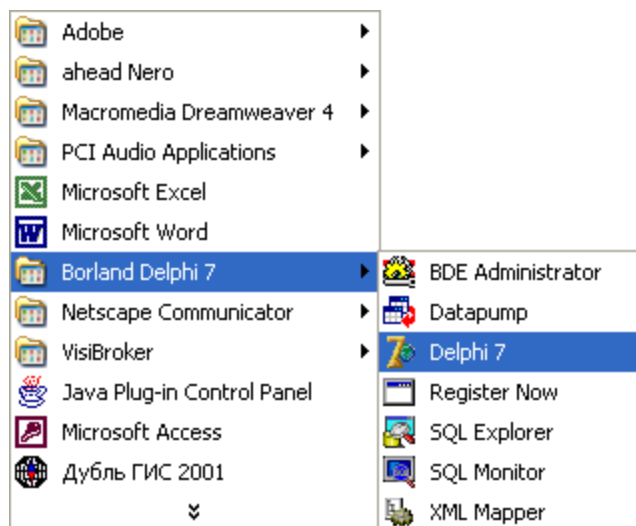 Adobe
ahead Nero
Macromedia Dreamweaver 4
PCI Audio Applications
Microsoft Excel
Microsoft Word
Borland Delphi 7
Netscape Communicator
VisiBroker
Java Plug-in Control Panel
Microsoft Access
Дубль ГИС 2001
BDE Administrator
Datapump
Delphi 7
Register Now
SQL Explorer
SQL Monitor
XML Mapper